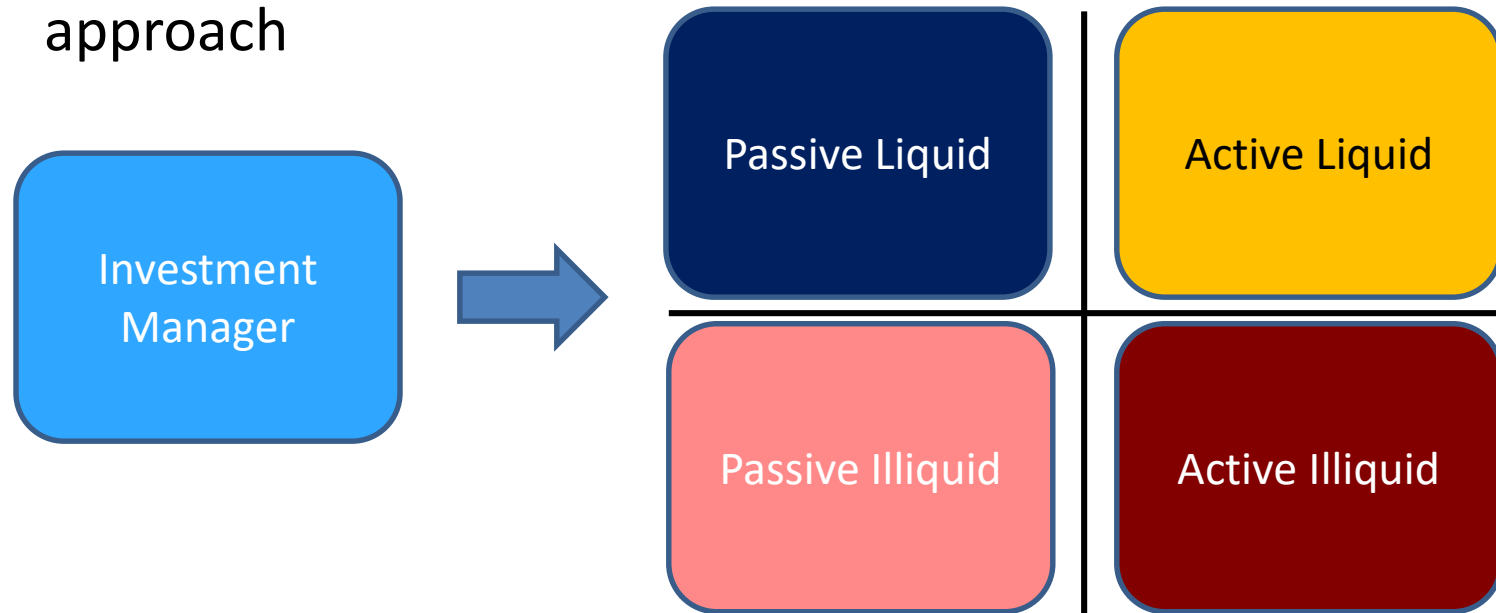 approach
Investment
Manager
Passive Liquid
Active Liquid
Passive Illiquid
Active Illiquid